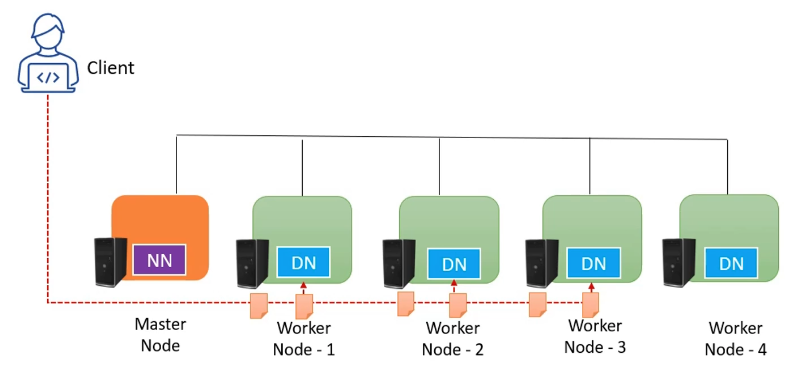 </>
Client
NN
DN
DN
DN
DN
Master
Node
Worker
Node - 1
Worker
Node - 2
Worker
Node - 3
Worker
Node - 4